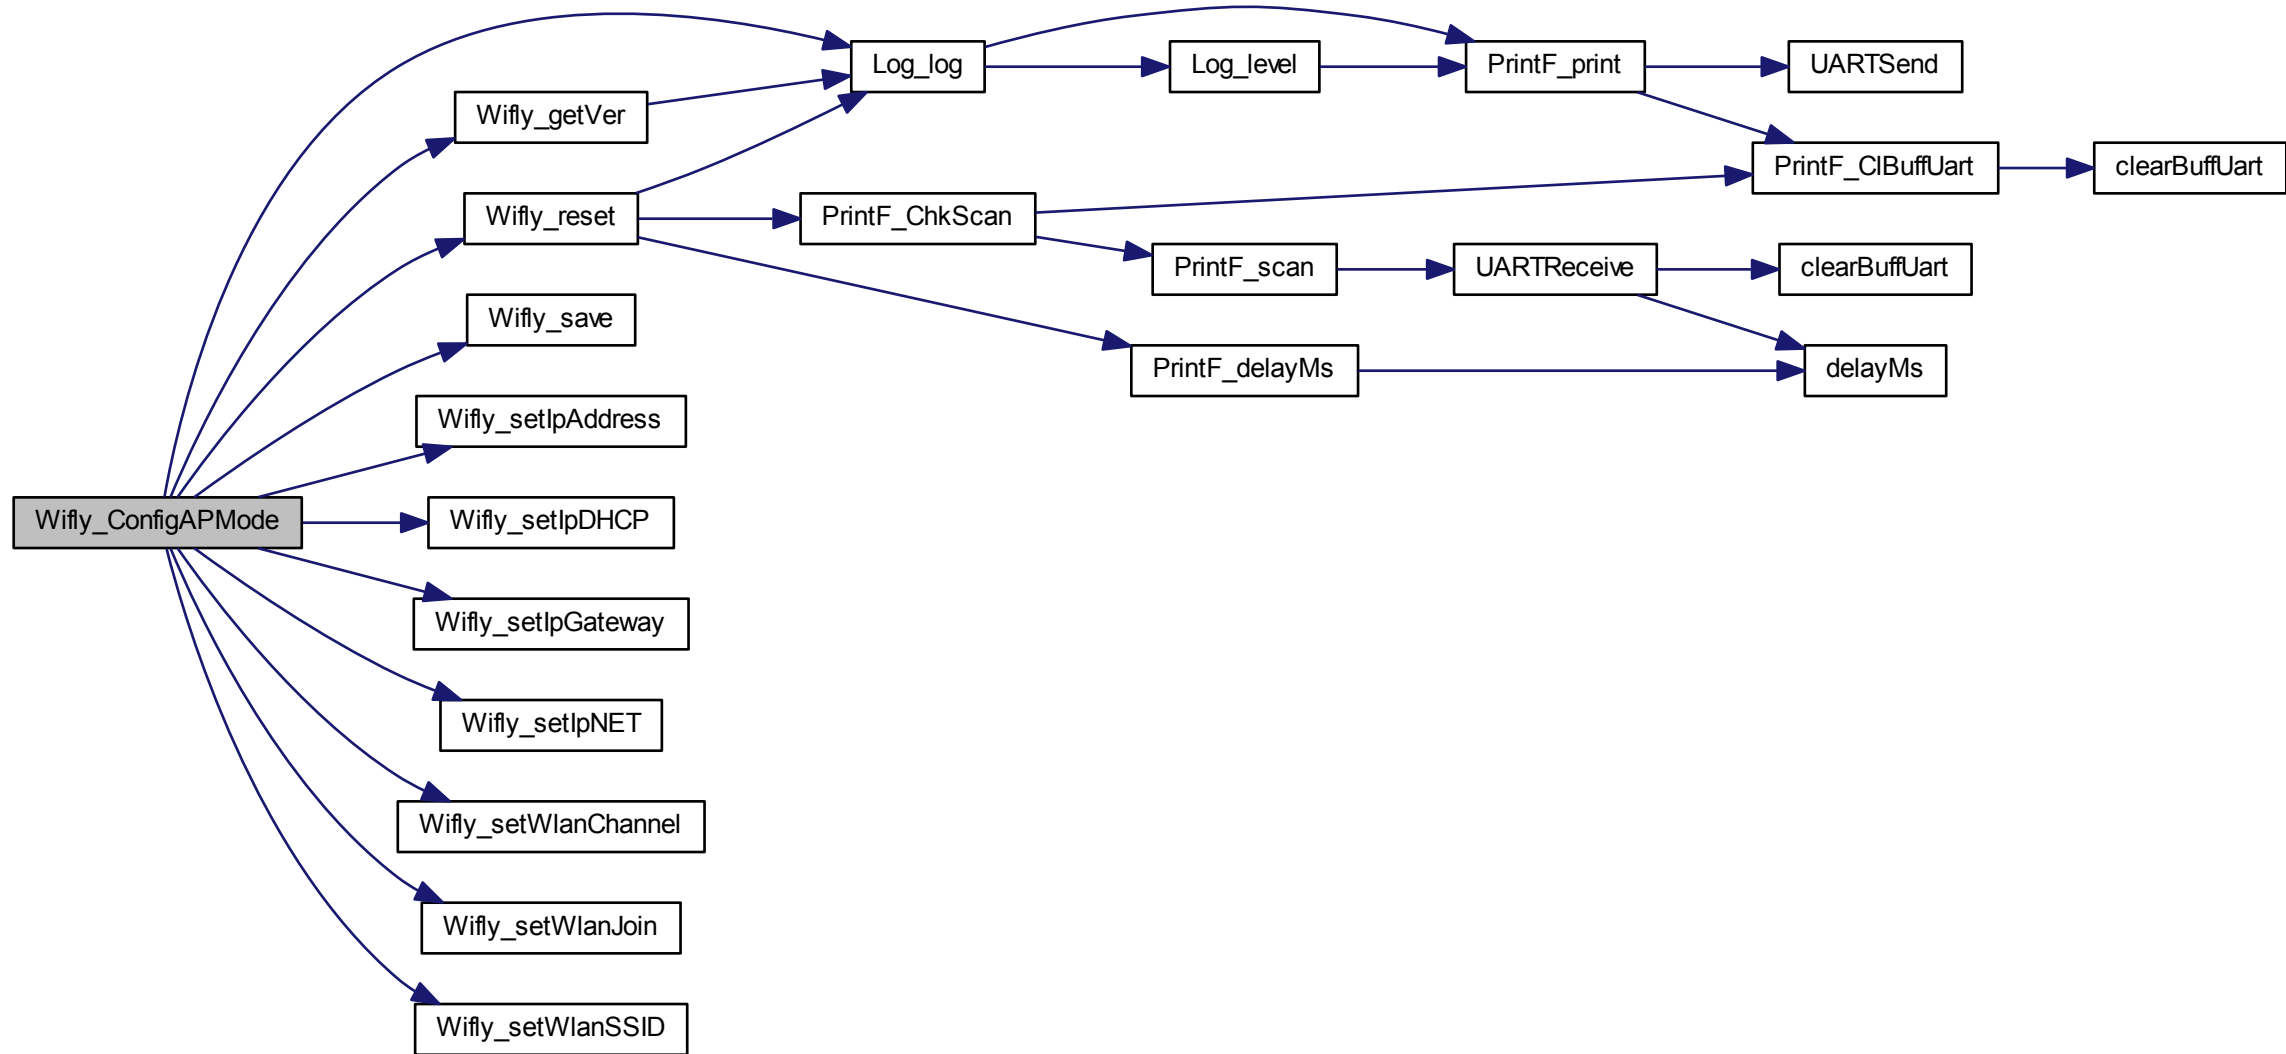 Log_log
Log_level
PrintF_print
UARTSend
Wifly_getVer
PrintF_ClBuffUart
clearBuffUart
Wifly_reset
PrintF_ChkScan
PrintF_scan
UARTReceive
clearBuffUart
Wifly_save
PrintF_delayMs
delayMs
Wifly_setIpAddress
Wifly_ConfigAPMode
Wifly_setIpDHCP
Wifly_setIpGateway
Wifly_setIpNET
Wifly_setWlanChannel
Wifly_setWlanJoin
Wifly_setWlanSSID